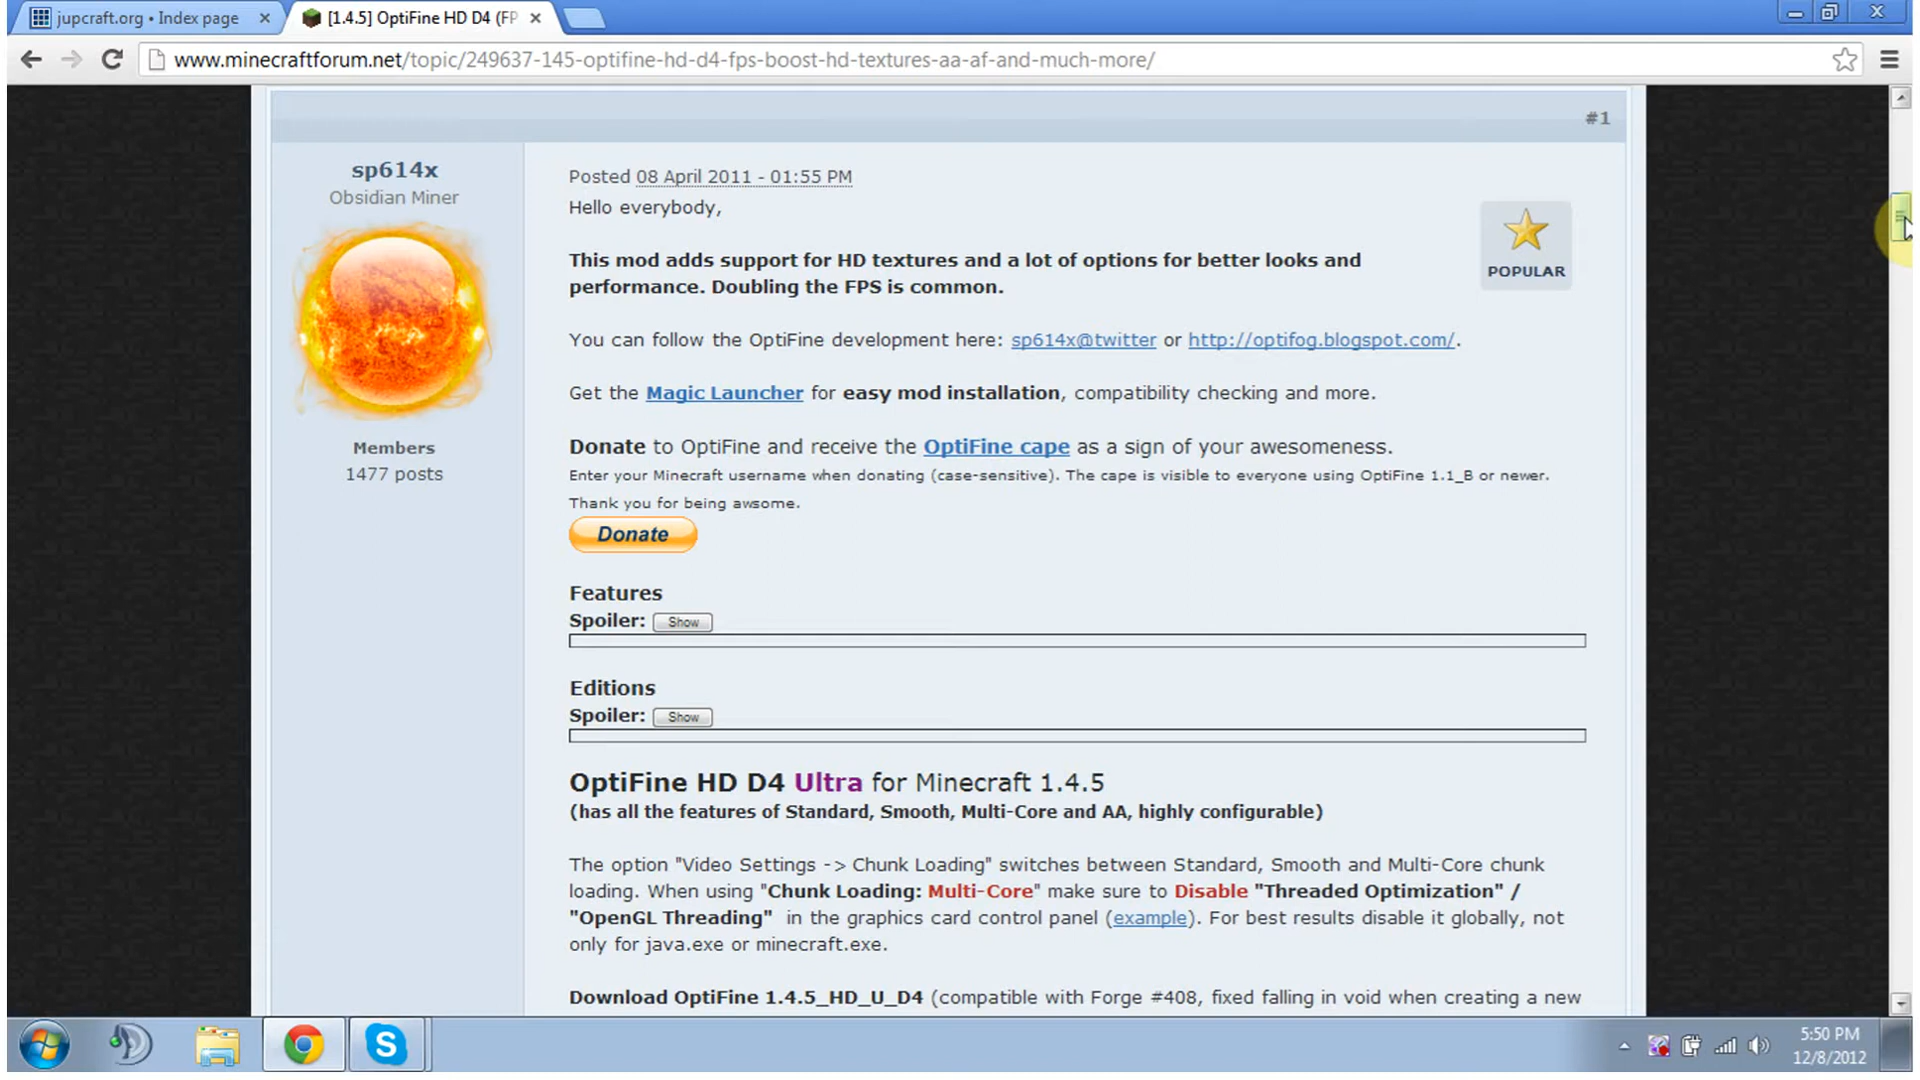 jupcraft.org • Index page
[1.4.5] OptiFine HD D4 (FP
www.minecraftforum.net/topic/249637-145-optifine-hd-d4-fps-boost-hd-textures-aa-af-and-much-more/
#1
sp614x
Obsidian Miner
Members
1477 posts
Posted 08 April 2011 - 01:55 PM
Hello everybody,
POPULAR
This mod adds support for HD textures and a lot of options for better looks and
performance. Doubling the FPS is common.
You can follow the OptiFine development here: sp614x@twitter or http://optifog.blogspot.com/.
Get the Magic Launcher for easy mod installation, compatibility checking and more.
Donate to OptiFine and receive the OptiFine cape as a sign of your awesomeness.
Enter your Minecraft username when donating (case-sensitive). The cape is visible to everyone using OptiFine 1.1_B or newer.
Thank you for being awsome.
Donate
Features
Spoiler: Show
Editions
Spoiler: Show
OptiFine HD D4 Ultra for Minecraft 1.4.5
(has all the features of Standard, Smooth, Multi-Core and AA, highly configurable)
The option "Video Settings -> Chunk Loading" switches between Standard, Smooth and Multi-Core chunk
loading. When using "Chunk Loading: Multi-Core" make sure to Disable "Threaded Optimization" /
"OpenGL Threading" in the graphics card control panel (example). For best results disable it globally, not
only for java.exe or minecraft.exe.
Download OptiFine 1.4.5_HD_U_D4 (compatible with Forge #408, fixed falling in void when creating a new
5:50 PM
12/8/2012